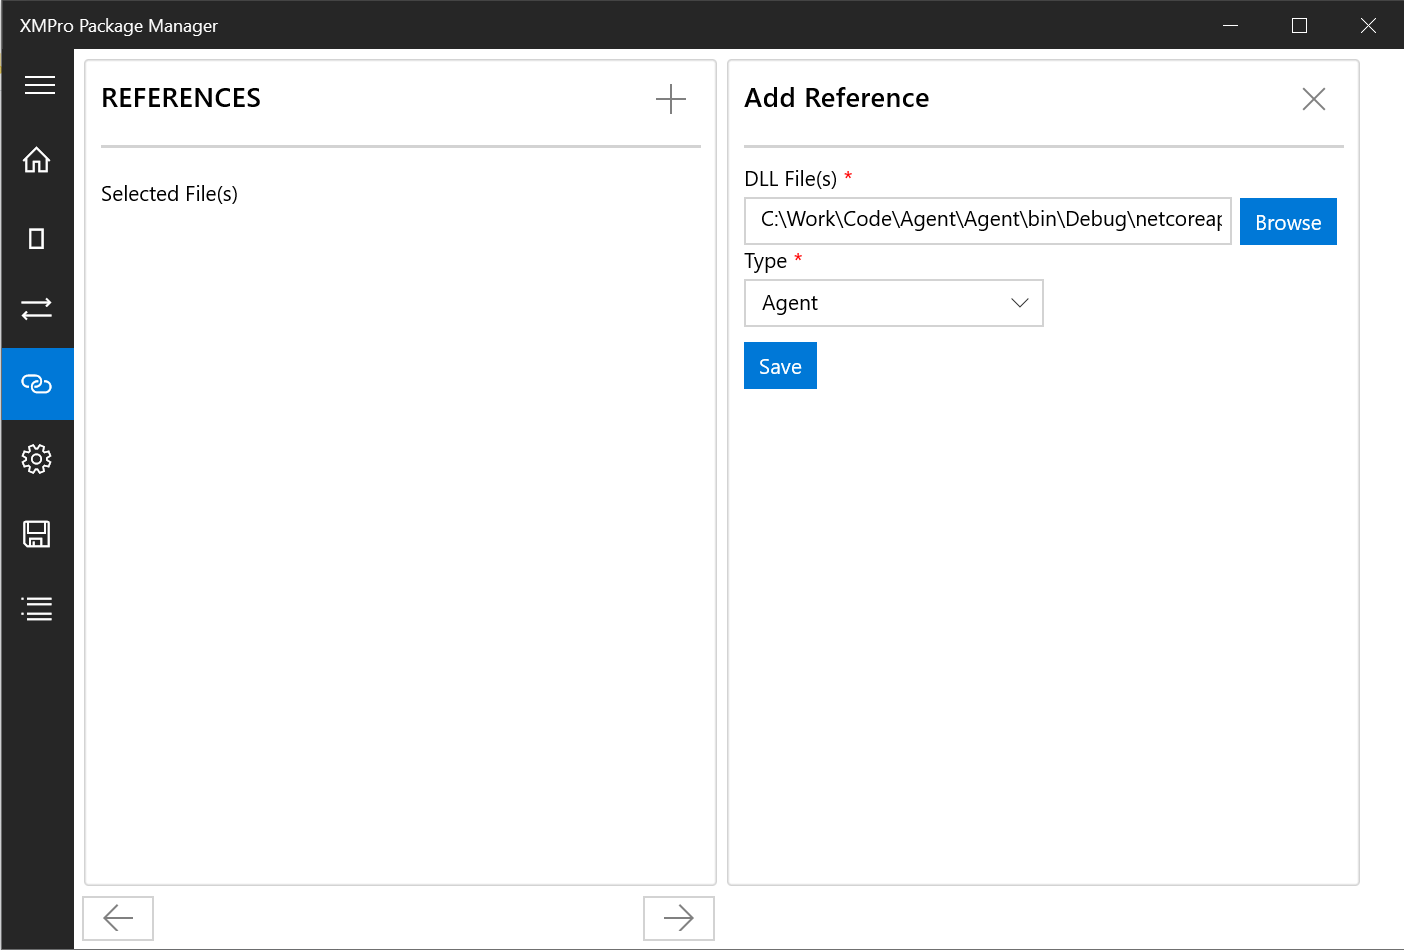 XMPro Package Manager
REFERENCES
Selected File(s)
Add Reference
DLL File(s) *
C:\Work\Code\Agent\Agent\bin\Debug\netcoreap
Browse
Type *
Agent
Save